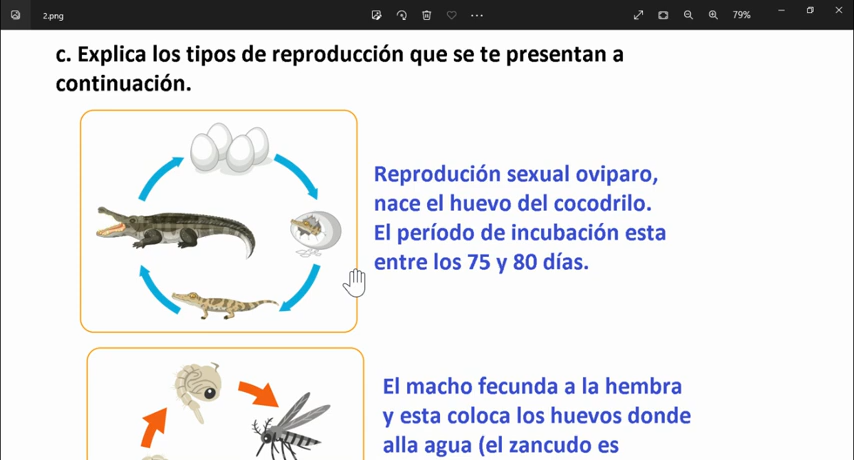 2.png
79%
c. Explica los tipos de reproducción que se te presentan a
continuación.
Reprodución sexual oviparo,
nace el huevo del cocodrilo.
El período de incubación esta
entre los 75 y 80 días.
El macho fecunda a la hembra
y esta coloca los huevos donde
alla agua (el zancudo es